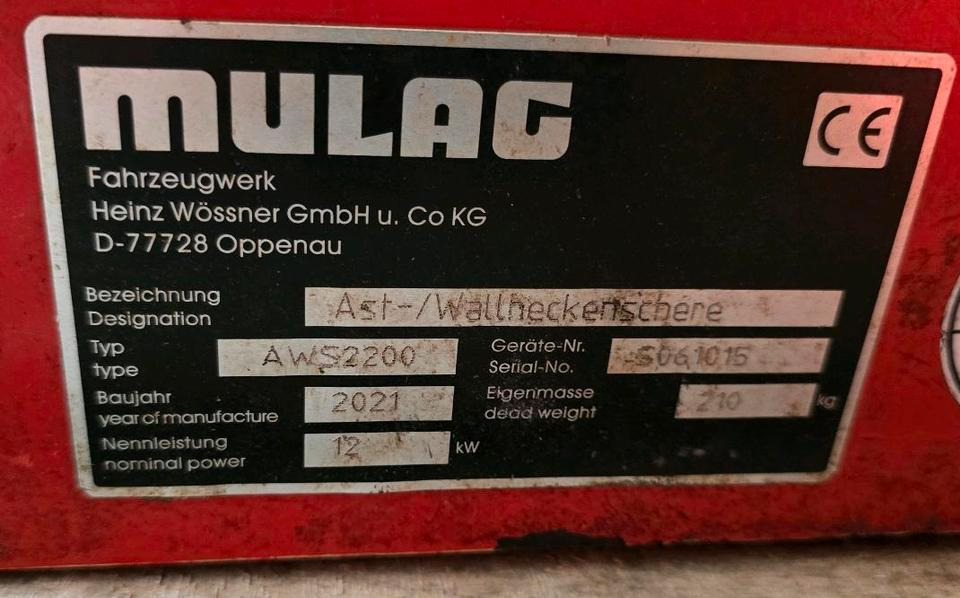 MULAG
CE
Fahrzeugwerk
Heinz Wössner GmbH u. Co KG
D-77728 Oppenau
Bezeichnung
Designation
Ast-/Wallheckenschere
Typ
type
AWS2200
Geräte-Nr.
Serial-No.
S061015
Baujahr
year of manufacture
2021
Eigenmasse
dead weight
210
kg
Nennleistung
nominal power
12
kW